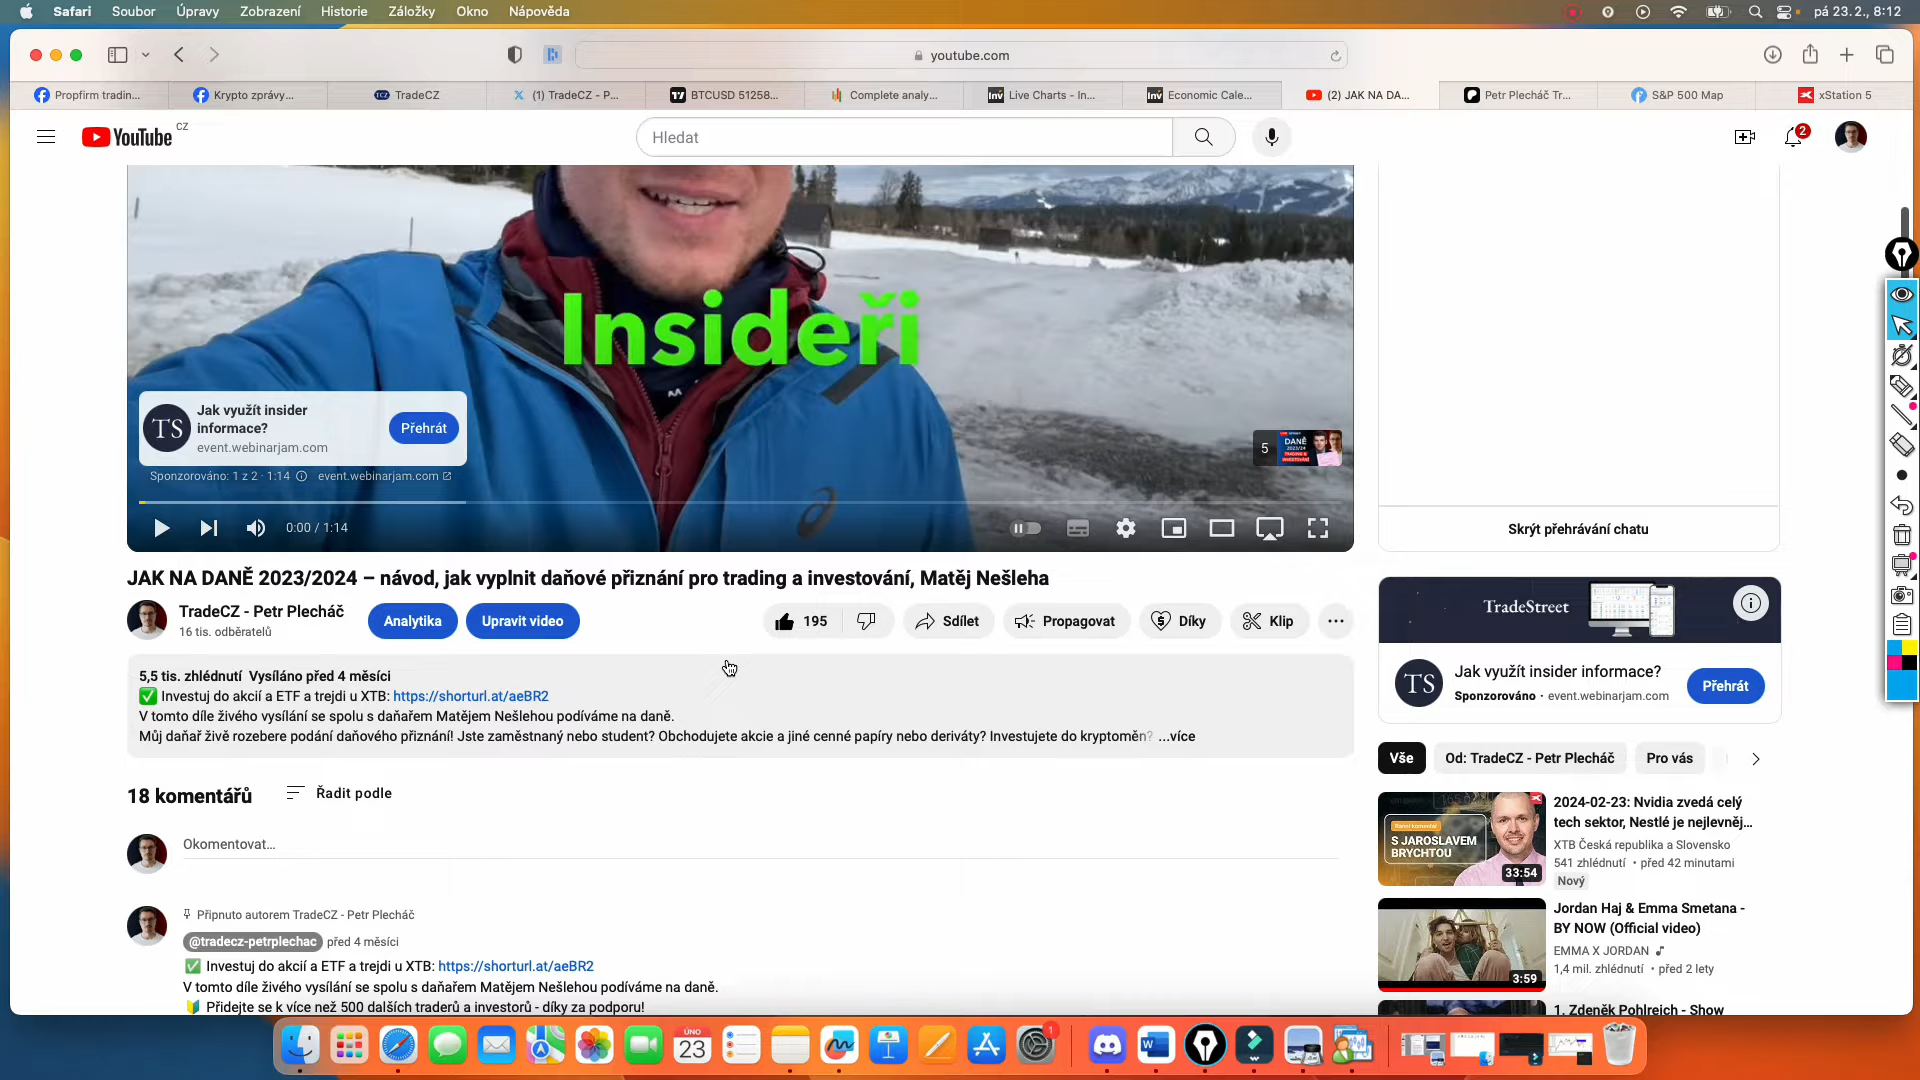 Safari Soubor Úpravy Zobrazení Historie Záložky Okno Nápověda pá 23. 2., 8:12
youtube.com
Propfirm tradin... Krypto zprávy... TradeCZ (1) TradeCZ - P... BTCUSD 51258... Complete analy... Live Charts - In... Economic Cale... (2) JAK NA DA... Petr Plecháč Tr... S&P 500 Map xStation 5
YouTube CZ
Hledat
2
Insideři
TS
Jak využít insider
informace?
event.webinarjam.com
Přehrát
Sponzorováno: 1 z 2 · 1:14 event.webinarjam.com
5
DANĚ
0:00 / 1:14
Skrýt přehrávání chatu
JAK NA DANĚ 2023/2024 – návod, jak vyplnit daňové přiznání pro trading a investování, Matěj Nešleha
TradeCZ - Petr Plecháč
16 tis. odběratelů
Analytika
Upravit video
195
Sdílet
Propagovat
Díky
Klip
5,5 tis. zhlédnutí Vysíláno před 4 měsíci
Investuj do akcií a ETF a trejdi u XTB: https://shorturl.at/aeBR2
V tomto díle živého vysílání se spolu s daňařem Matějem Nešlehou podíváme na daně.
Můj daňař živě rozebere podání daňového přiznání! Jste zaměstnaný nebo student? Obchodujete akcie a jiné cenné papíry nebo deriváty? Investujete do kryptoměn? ...více
18 komentářů
Řadit podle
Okomentovat...
Připnuto autorem TradeCZ - Petr Plecháč
@tradecz-petrplechac před 4 měsíci
Investuj do akcií a ETF a trejdi u XTB: https://shorturl.at/aeBR2
V tomto díle živého vysílání se spolu s daňařem Matějem Nešlehou podíváme na daně.
Přidejte se k více než 500 dalších traderů a investorů - díky za podporu!
TradeStreet
TS
Jak využít insider informace?
Sponzorováno · event.webinarjam.com
Přehrát
Vše
Od: TradeCZ - Petr Plecháč
Pro vás
S JAROSLAVEM
BRYCHTOU
33:54
2024-02-23: Nvidia zvedá celý
tech sektor, Nestlé je nejlevněj...
XTB Česká republika a Slovensko
541 zhlédnutí • před 42 minutami
Nový
3:59
Jordan Haj & Emma Smetana -
BY NOW (Official video)
EMMA X JORDAN
1,4 mil. zhlédnutí • před 2 lety
1. Zdeněk Pohlreich - Show
ÚNO
23
1